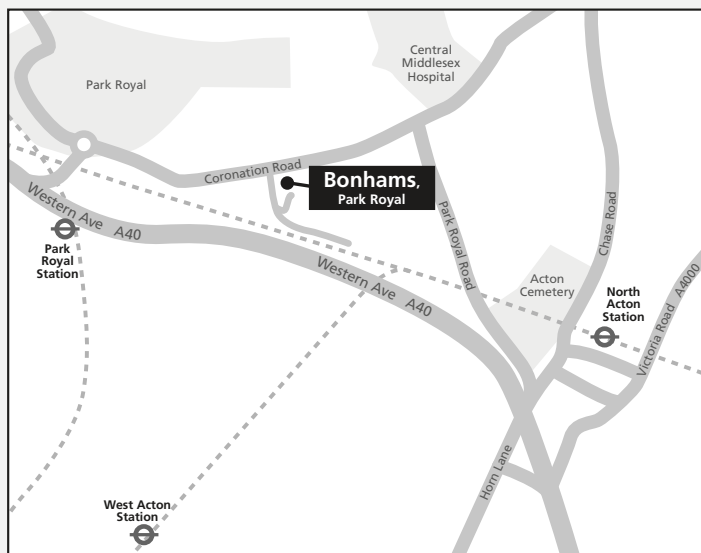 Central
Middlesex
Hospital
Park Royal
Coronation Road
Bonhams,
Park Royal
Western Ave A40
Park
Royal
Station
Western Ave A40
Park Royal Road
Chase Road
Acton
Cemetery
North
Acton
Station
Victoria Road A4000
Horn Lane
West Acton
Station